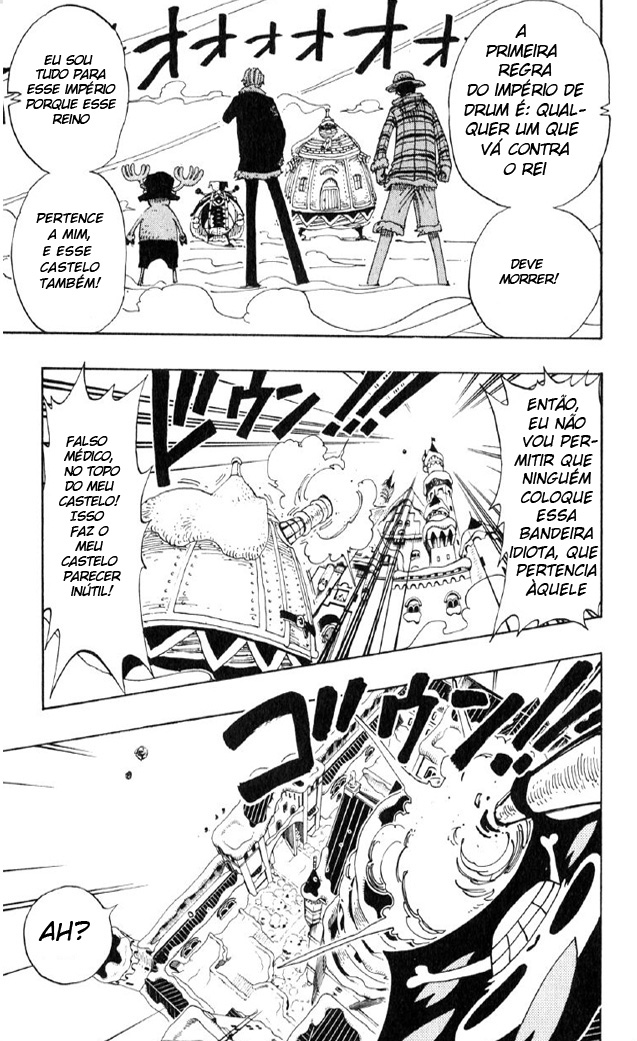 オオオオオオ
A
PRIMEIRA
REGRA
DO IMPÉRIO DE
DRUM É: QUAL-
QUER UM QUE
VÁ CONTRA
O REI
DEVE
MORRER!
EU SOU
TUDO PARA
ESSE IMPÉRIO
PORQUE ESSE
REINO
PERTENCE
A MIM,
E ESSE
CASTELO
TAMBÉM!
ENTÃO,
EU NÃO
VOU PER-
MITIR QUE
NINGUÉM
COLOQUE
ESSA
BANDEIRA
IDIOTA, QUE
PERTENCIA
ÀQUELE
ドウン!!!
FALSO
MÉDICO,
NO TOPO
DO MEU
CASTELO!
ISSO
FAZ O
MEU
CASTELO
PARECER
INÚTIL!
ゴゥン!!
AH?